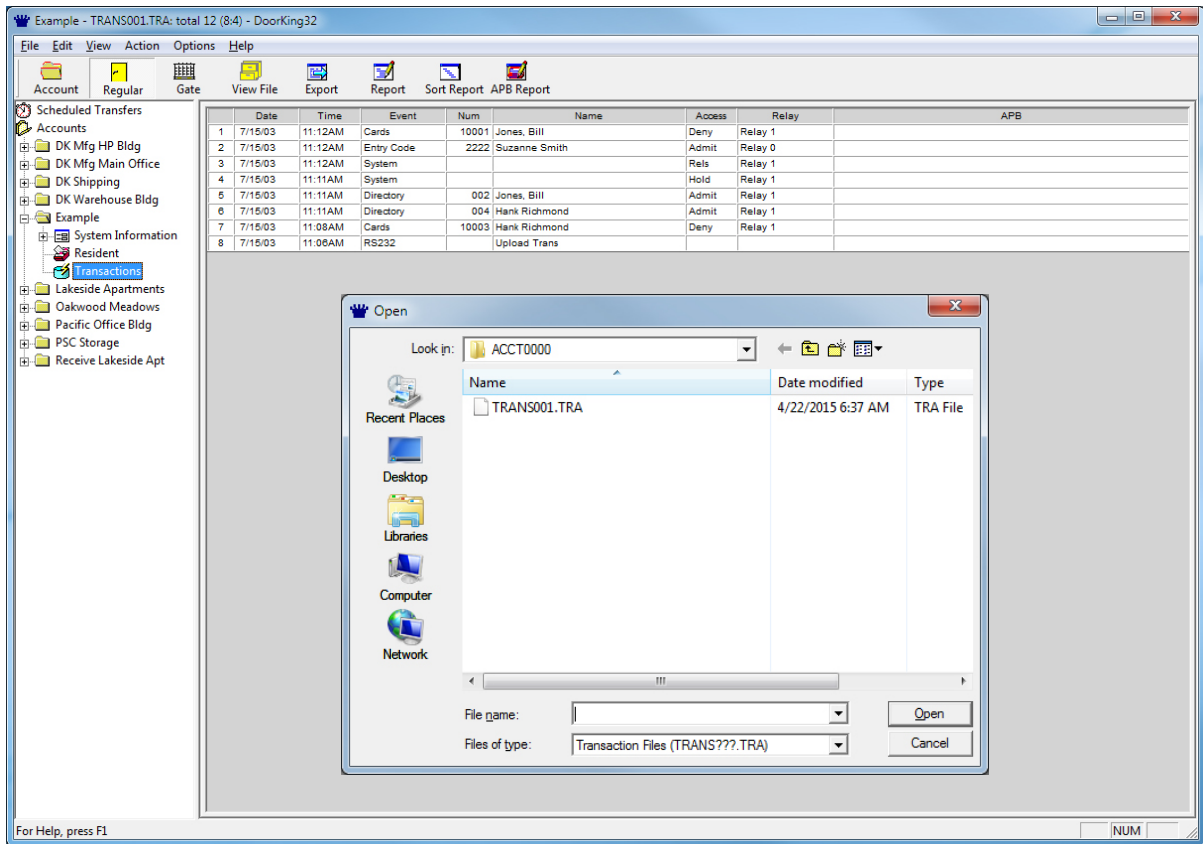 Example - TRANS001.TRA: total 12 (8:4) - DoorKing32
File Edit View Action Options Help
Account Regular Gate View File Export Report Sort Report APB Report
Scheduled Transfers
Accounts
DK Mfg HP Bldg
DK Mfg Main Office
DK Shipping
DK Warehouse Bldg
Example
System Information
Resident
Transactions
Lakeside Apartments
Oakwood Meadows
Pacific Office Bldg
PSC Storage
Receive Lakeside Apt
Date Time Event Num Name Access Relay APB
1 7/15/03 11:12AM Cards 10001 Jones, Bill Deny Relay 1
2 7/15/03 11:12AM Entry Code 2222 Suzanne Smith Admit Relay 0
3 7/15/03 11:12AM System Rels Relay 1
4 7/15/03 11:11AM System Hold Relay 1
5 7/15/03 11:11AM Directory 002 Jones, Bill Admit Relay 1
6 7/15/03 11:11AM Directory 004 Hank Richmond Admit Relay 1
7 7/15/03 11:08AM Cards 10003 Hank Richmond Deny Relay 1
8 7/15/03 11:06AM RS232 Upload Trans
Open
Look in: ACCT0000
Recent Places
Desktop
Libraries
Computer
Network
Name Date modified Type
TRANS001.TRA 4/22/2015 6:37 AM TRA File
File name: Open
Files of type: Transaction Files (TRANS???.TRA) Cancel
For Help, press F1 NUM